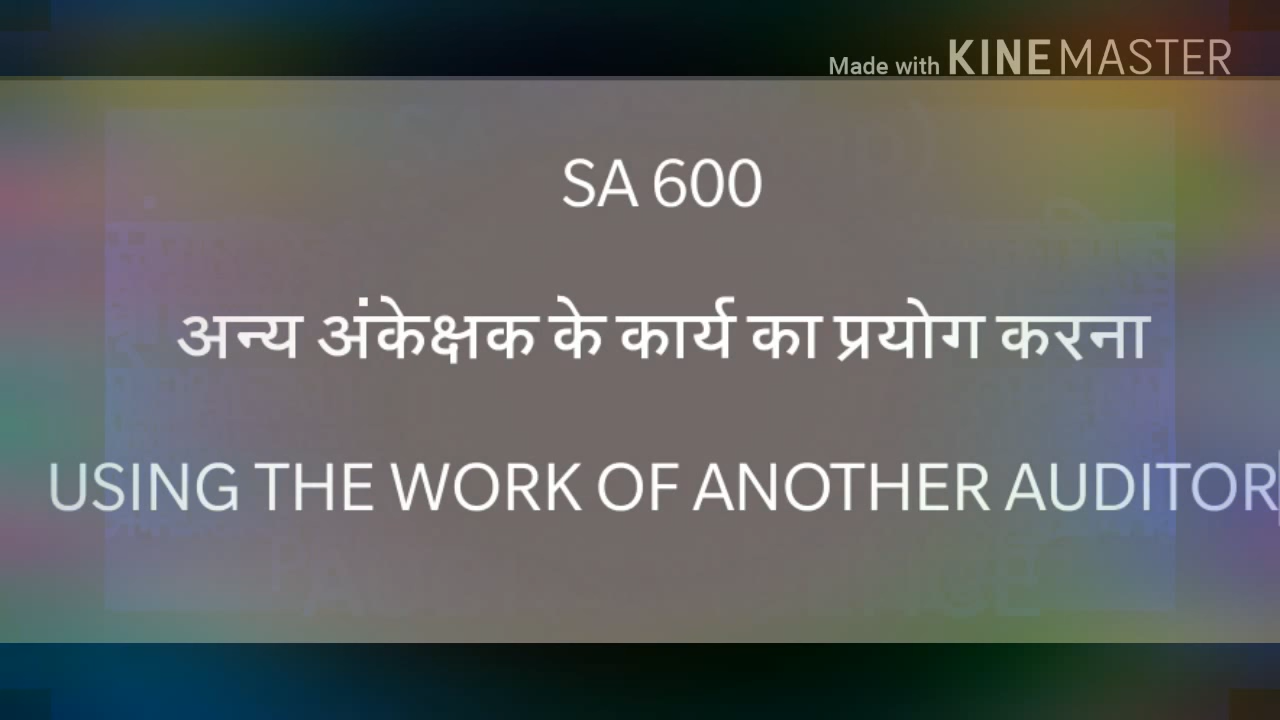 Made with KINEMASTER
SA 600
अन्य अंकेक्षक के कार्य का प्रयोग करना
USING THE WORK OF ANOTHER AUDITOR